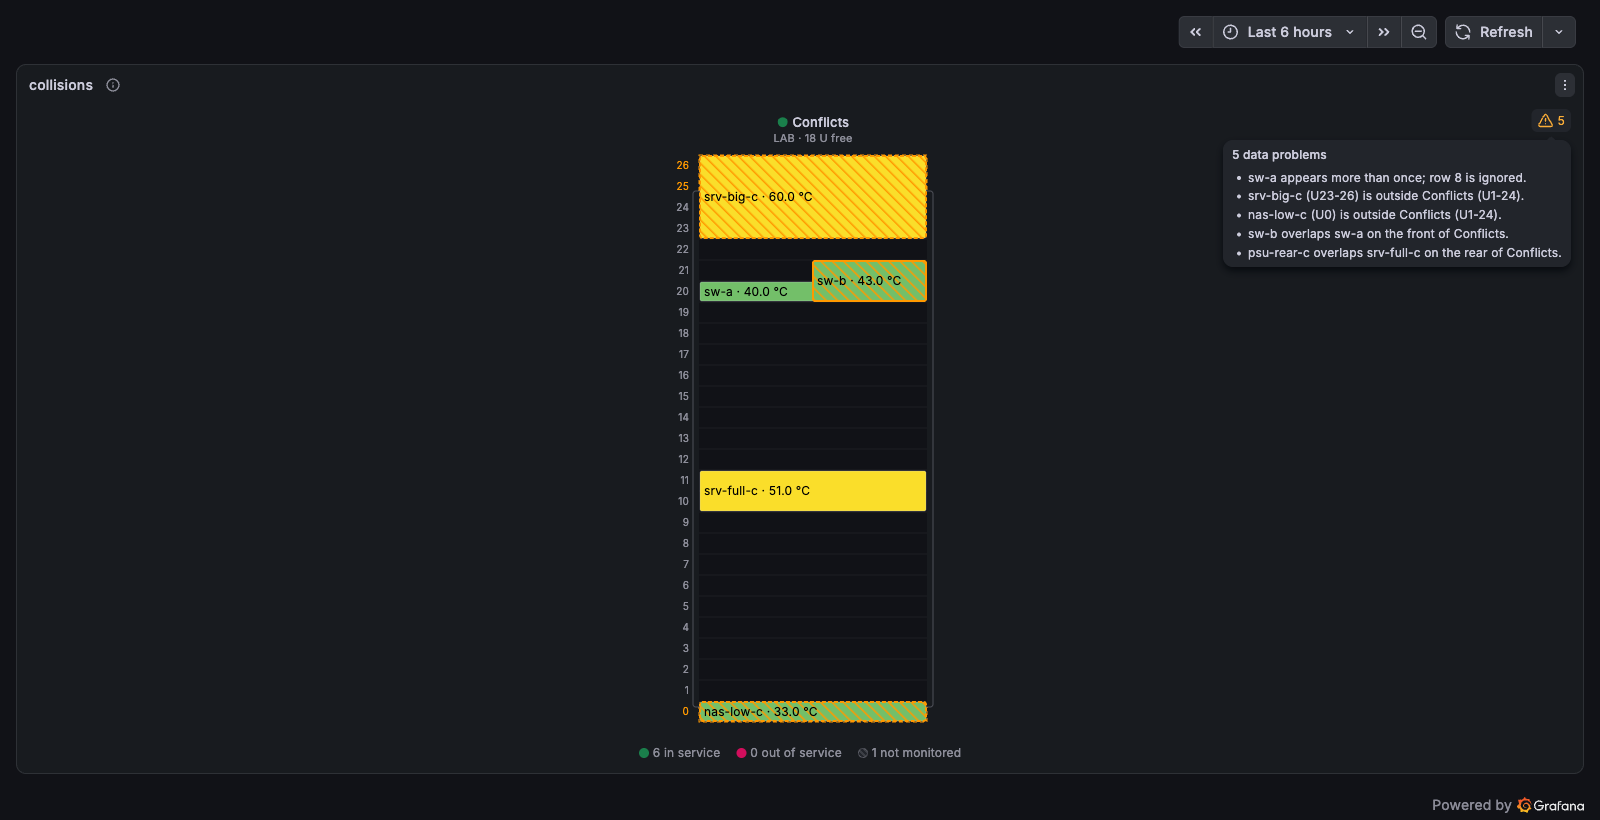 Last 6 hours
Refresh
collisions
5
Conflicts
LAB · 18 U free
5 data problems
• sw-a appears more than once; row 8 is ignored.
• srv-big-c (U23-26) is outside Conflicts (U1-24).
• nas-low-c (U0) is outside Conflicts (U1-24).
• sw-b overlaps sw-a on the front of Conflicts.
• psu-rear-c overlaps srv-full-c on the rear of Conflicts.
26
25
srv-big-c · 60.0 °C
24
23
22
21
sw-b · 43.0 °C
20
sw-a · 40.0 °C
19
18
17
16
15
14
13
12
11
srv-full-c · 51.0 °C
10
9
8
7
6
5
4
3
2
1
0
nas-low-c · 33.0 °C
6 in service
0 out of service
1 not monitored
Powered by Grafana